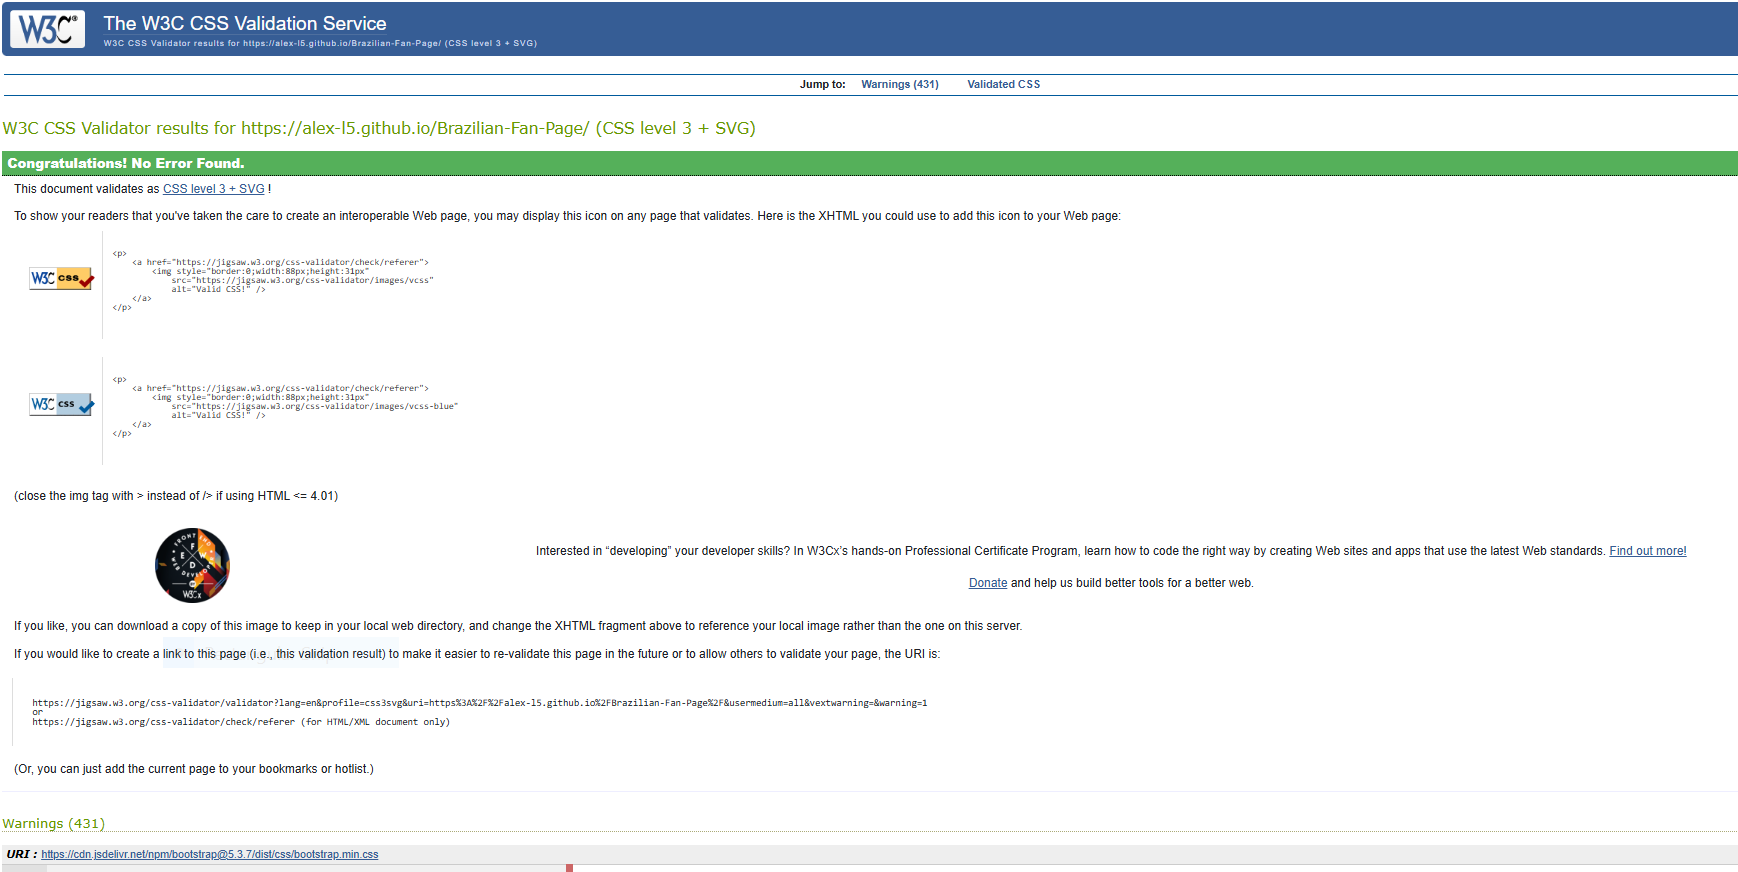 W3C®
The W3C CSS Validation Service
W3C CSS Validator results for https://alex-l5.github.io/Brazilian-Fan-Page/ (CSS level 3 + SVG)
Jump to: Warnings (431) Validated CSS
W3C CSS Validator results for https://alex-l5.github.io/Brazilian-Fan-Page/ (CSS level 3 + SVG)
Congratulations! No Error Found.
This document validates as CSS level 3 + SVG !
To show your readers that you've taken the care to create an interoperable Web page, you may display this icon on any page that validates. Here is the XHTML you could use to add this icon to your Web page:
W3C css
<p>
<a href="https://jigsaw.w3.org/css-validator/check/referer">
<img style="border:0;width:88px;height:31px"
src="https://jigsaw.w3.org/css-validator/images/vcss"
alt="Valid CSS!" />
</a>
</p>
W3C css
<p>
<a href="https://jigsaw.w3.org/css-validator/check/referer">
<img style="border:0;width:88px;height:31px"
src="https://jigsaw.w3.org/css-validator/images/vcss-blue"
alt="Valid CSS!" />
</a>
</p>
(close the img tag with > instead of /> if using HTML <= 4.01)
FRONT END
F E W D
WEB DEVELOPER
W3Cx
Interested in “developing” your developer skills? In W3Cx’s hands-on Professional Certificate Program, learn how to code the right way by creating Web sites and apps that use the latest Web standards. Find out more!
Donate and help us build better tools for a better web.
If you like, you can download a copy of this image to keep in your local web directory, and change the XHTML fragment above to reference your local image rather than the one on this server.
If you would like to create a link to this page (i.e., this validation result) to make it easier to re-validate this page in the future or to allow others to validate your page, the URI is:
https://jigsaw.w3.org/css-validator/validator?lang=en&profile=css3svg&uri=https%3A%2F%2Falex-l5.github.io%2FBrazilian-Fan-Page%2F&usermedium=all&vextwarning=&warning=1
or
https://jigsaw.w3.org/css-validator/check/referer (for HTML/XML document only)
(Or, you can just add the current page to your bookmarks or hotlist.)
Warnings (431)
URI : https://cdn.jsdelivr.net/npm/bootstrap@5.3.7/dist/css/bootstrap.min.css